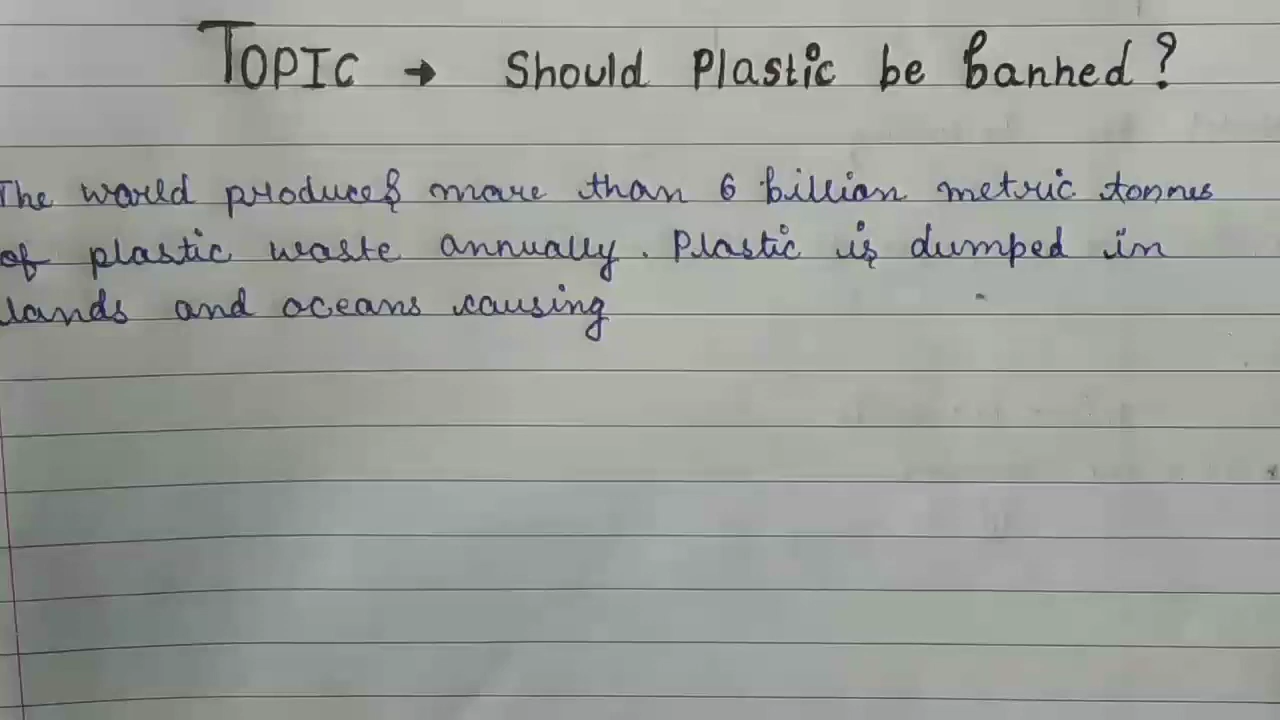 TOPIC → Should Plastic be banned?
The world produces more than 6 billion metric tonnes
of plastic waste annually. Plastic is dumped in
lands and oceans causing